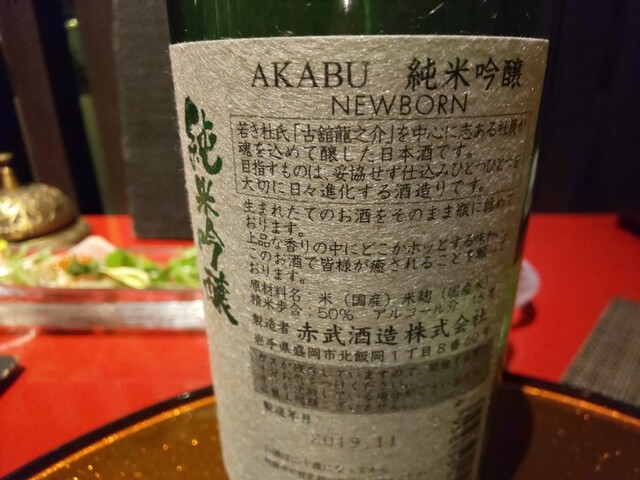 AKABU 純米吟醸
NEWBORN
純米吟醸
若き杜氏「古舘龍之介」を中心に志ある社員が
魂を込めて醸した日本酒です。
目指すものは、妥協せず仕込みひとつひとつを
大切に日々進化する酒造りです。
生まれたてのお酒をそのまま瓶に詰めて
おります。
上品な香りの中にどこかホッとする味わい
このお酒で皆様が癒されることを願って
おります。
原材料名：米（国産）米麹（国産米）
精米歩合：50% アルコール分：15度
製造者 赤武酒造株式会社
岩手県盛岡市北飯岡1丁目8番60号
製造年月
2019.11